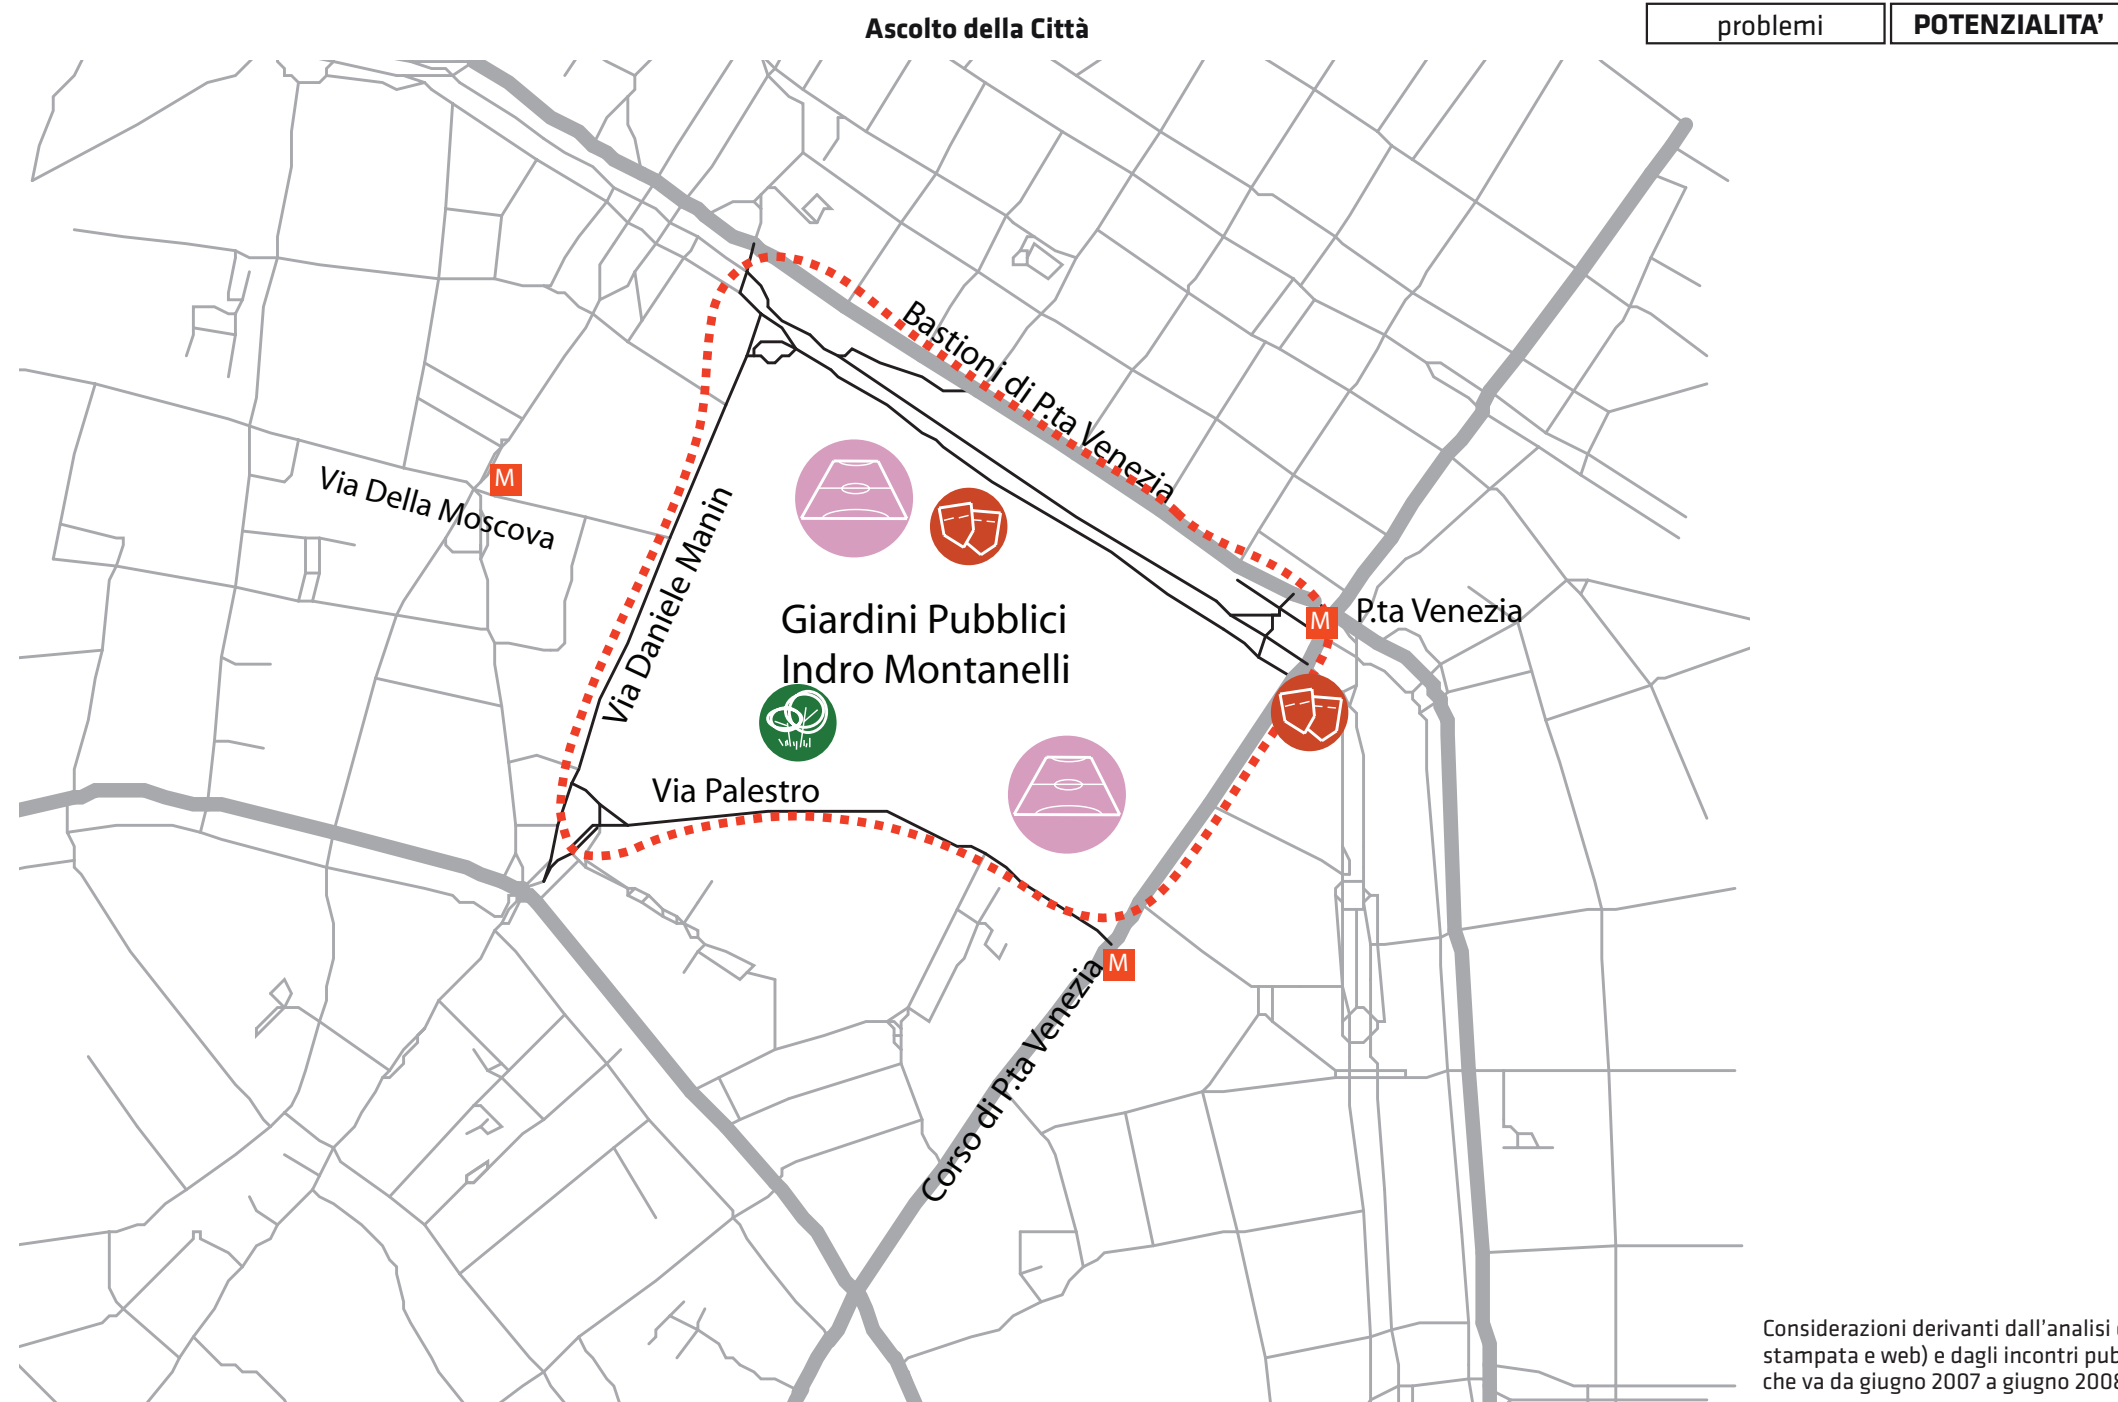 Ascolto della Città
problemi
POTENZIALITA’
Bastioni di P.ta Venezia
Via Della Moscova
M
Via Daniele Manin
Giardini Pubblici
Indro Montanelli
M
P.ta Venezia
Via Palestro
M
Corso di P.ta Venezia
Considerazioni derivanti dall’analisi
stampata e web) e dagli incontri
che va da giugno 2007 a giugno 2008